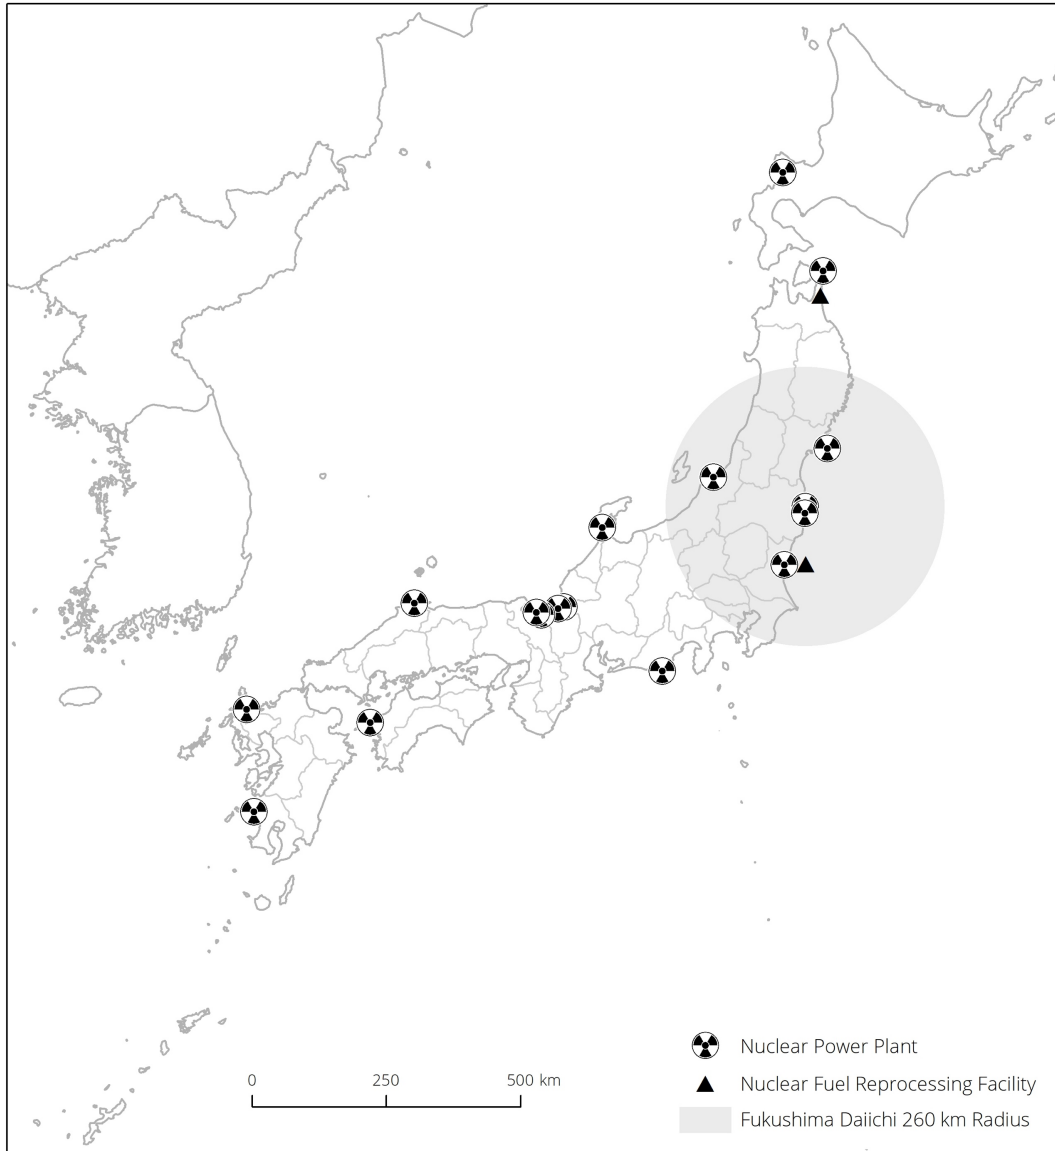 0 250 500 km
Nuclear Power Plant
Nuclear Fuel Reprocessing Facility
Fukushima Daiichi 260 km Radius